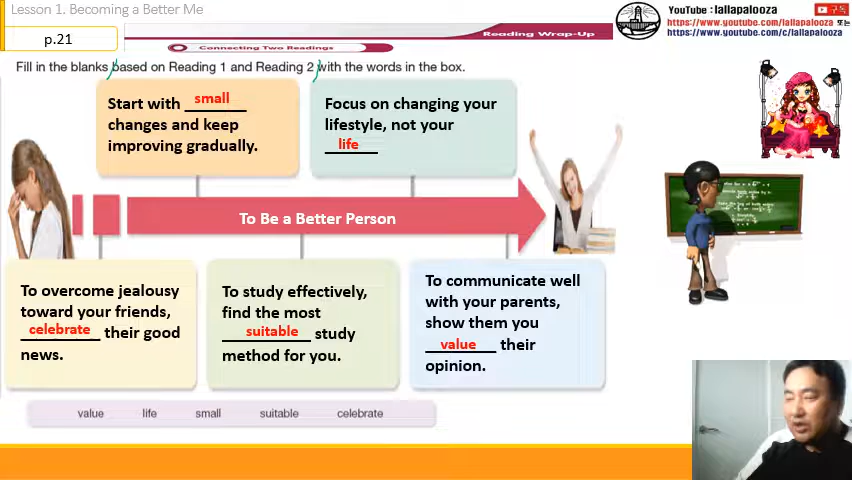 Lesson 1. Becoming a Better Me
p.21
Reading Wrap-Up
Connecting Two Readings
YouTube : lallapalooza
구독
https://www.youtube.com/lallapalooza 또는
https://www.youtube.com/c/lallapalooza
Fill in the blanks based on Reading 1 and Reading 2 with the words in the box.
Start with small
changes and keep
improving gradually.
Focus on changing your
lifestyle, not your
life
To Be a Better Person
To overcome jealousy
toward your friends,
celebrate their good
news.
To study effectively,
find the most
suitable study
method for you.
To communicate well
with your parents,
show them you
value their
opinion.
value life small suitable celebrate